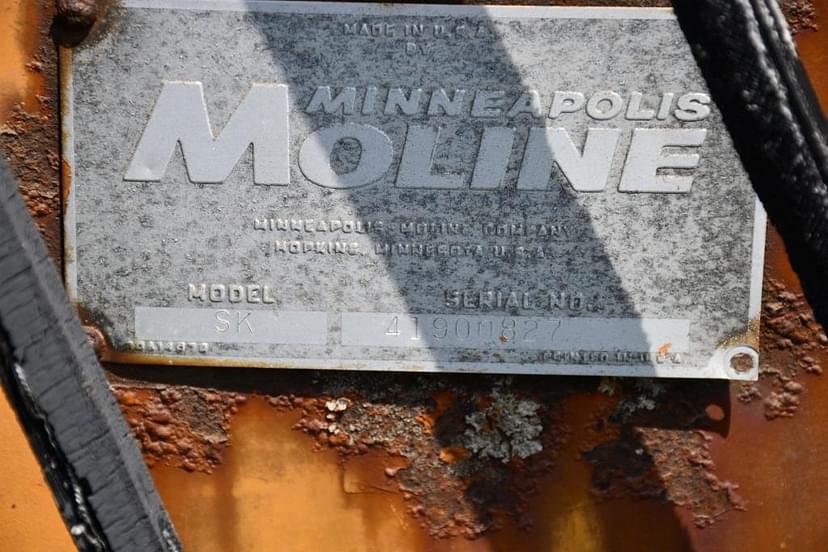 MADE IN U.S.A.
BY
MINNEAPOLIS
MOLINE
MINNEAPOLIS-MOLINE COMPANY
HOPKINS, MINNESOTA U.S.A.
MODEL SERIAL NO.
SK 41900827
PRINTED IN U.S.A.